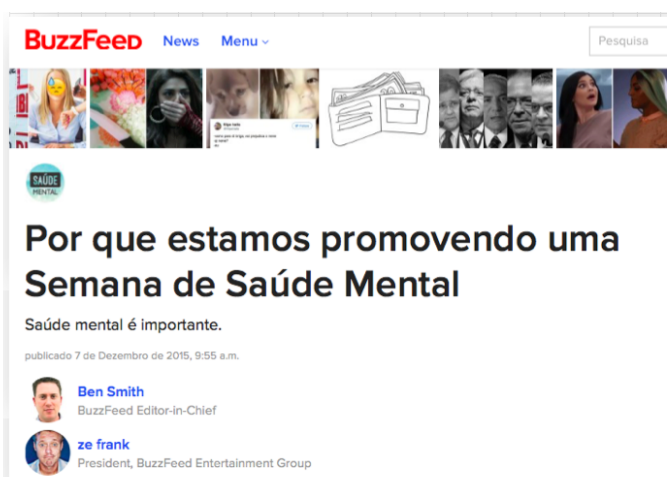 BuzzFeeD News Menu Pesquisa
SAÚDE
MENTAL
Por que estamos promovendo uma
Semana de Saúde Mental
Saúde mental é importante.
publicado 7 de Dezembro de 2015, 9:55 a.m.
Ben Smith
BuzzFeed Editor-in-Chief
ze frank
President, BuzzFeed Entertainment Group